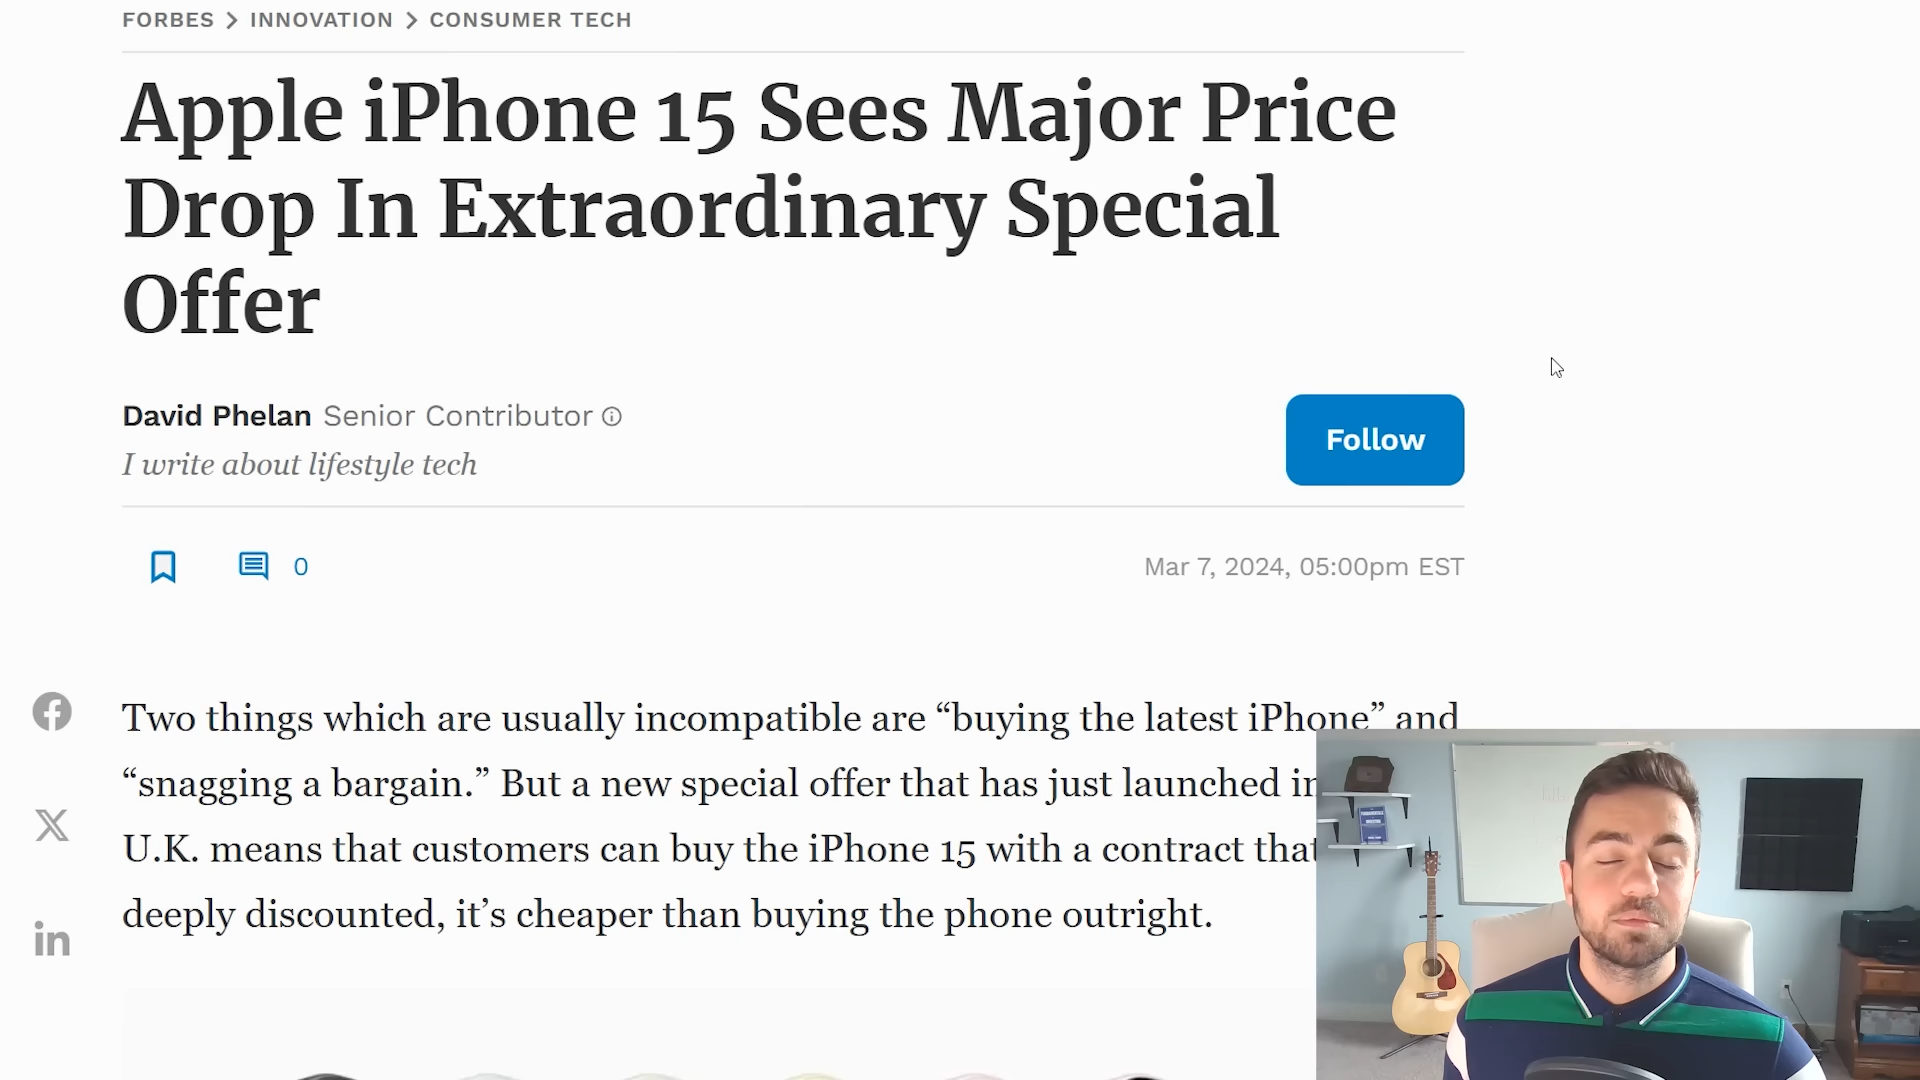 FORBES > INNOVATION > CONSUMER TECH
Apple iPhone 15 Sees Major Price
Drop In Extraordinary Special
Offer
David Phelan Senior Contributor
I write about lifestyle tech
Follow
0
Mar 7, 2024, 05:00pm EST
Two things which are usually incompatible are “buying the latest iPhone” and
“snagging a bargain.” But a new special offer that has just launched in
U.K. means that customers can buy the iPhone 15 with a contract that
deeply discounted, it’s cheaper than buying the phone outright.